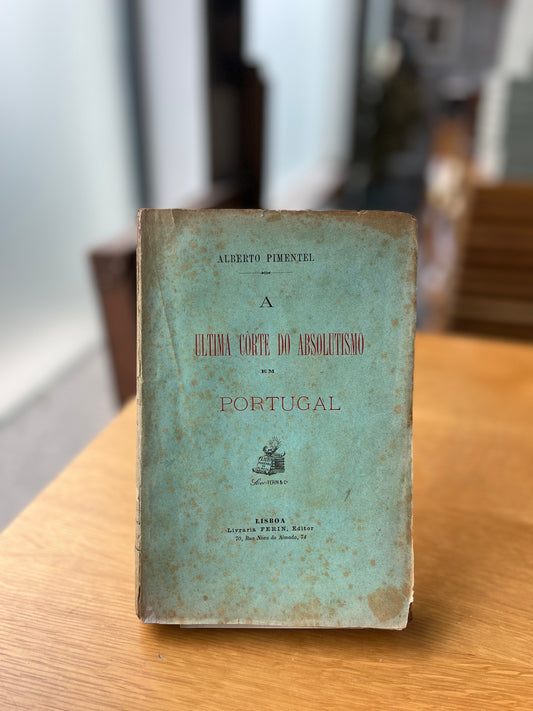 ALBERTO PIMENTEL
A
ULTIMA CORTE DO ABSOLUTISMO
EM
PORTUGAL
LISBOA
Livraria FERIN, Editor
70, Rua Nova do Almada, 74